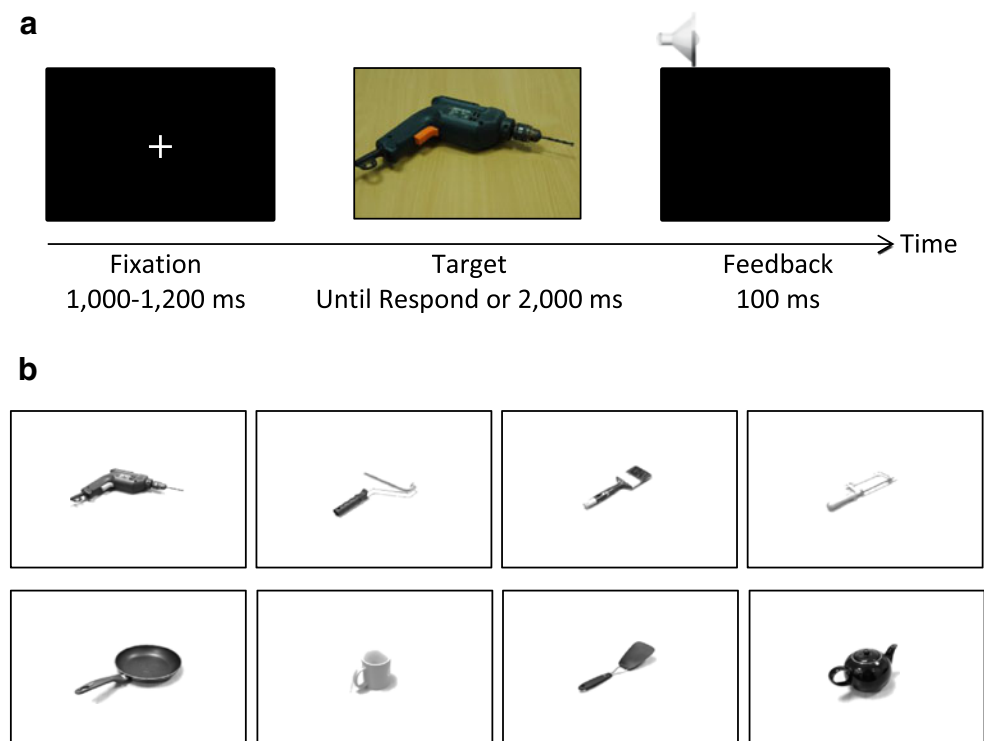 a
Time
Fixation
Target
Feedback
1,000-1,200 ms
Until Respond or 2,000 ms
100 ms
b